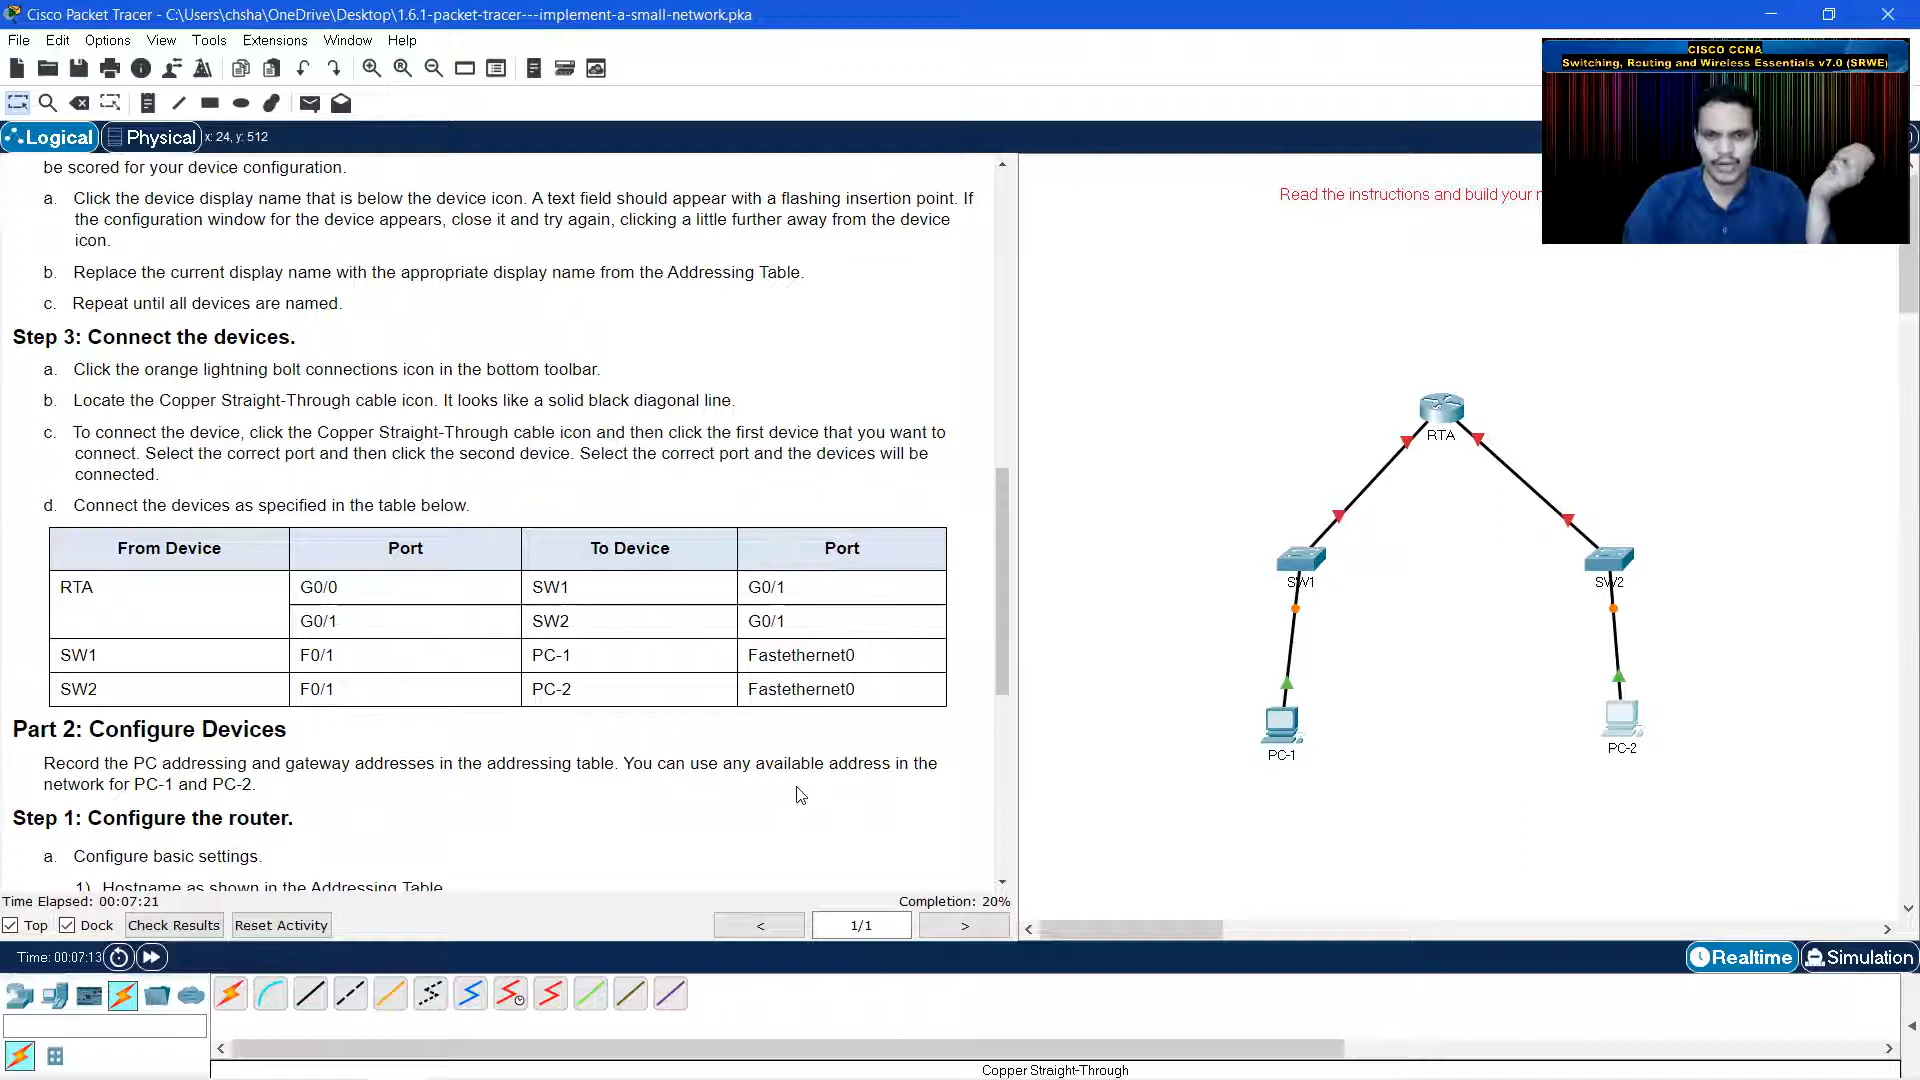 Cisco Packet Tracer - C:\Users\chsha\OneDrive\Desktop\1.6.1-packet-tracer---implement-a-small-network.pka
File Edit Options View Tools Extensions Window Help
CISCO CCNA
Switching, Routing and Wireless Essentials v7.0 (SRWE)
Logical Physical x: 24, y: 512
be scored for your device configuration.
a. Click the device display name that is below the device icon. A text field should appear with a flashing insertion point. If
the configuration window for the device appears, close it and try again, clicking a little further away from the device
icon.
b. Replace the current display name with the appropriate display name from the Addressing Table.
c. Repeat until all devices are named.
Step 3: Connect the devices.
a. Click the orange lightning bolt connections icon in the bottom toolbar.
b. Locate the Copper Straight-Through cable icon. It looks like a solid black diagonal line.
c. To connect the device, click the Copper Straight-Through cable icon and then click the first device that you want to
connect. Select the correct port and then click the second device. Select the correct port and the devices will be
connected.
d. Connect the devices as specified in the table below.
From Device Port To Device Port
RTA G0/0 SW1 G0/1
G0/1 SW2 G0/1
SW1 F0/1 PC-1 Fastethernet0
SW2 F0/1 PC-2 Fastethernet0
Part 2: Configure Devices
Record the PC addressing and gateway addresses in the addressing table. You can use any available address in the
network for PC-1 and PC-2.
Step 1: Configure the router.
a. Configure basic settings.
1) Hostname as shown in the Addressing Table
Time Elapsed: 00:07:21 Completion: 20%
Top Dock Check Results Reset Activity < 1/1 >
Read the instructions and build your
RTA
SW1
SW2
PC-1
PC-2
Time: 00:07:13
Realtime Simulation
Copper Straight-Through